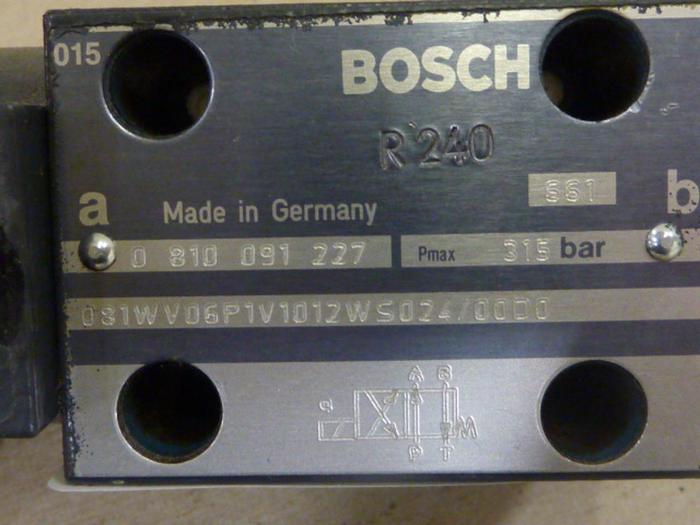 015
BOSCH
R 240
661
a
b
Made in Germany
0 810 091 227
Pmax 315 bar
081WV06P1V1012WS024/00D0
A B
a
M
P T